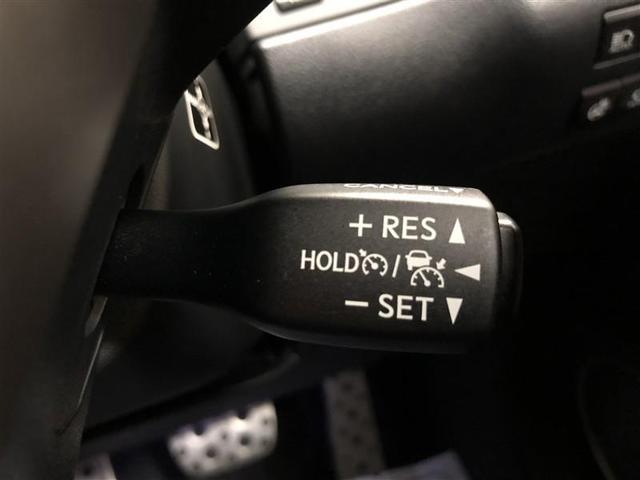 CANCEL
+ RES
HOLD /
− SET